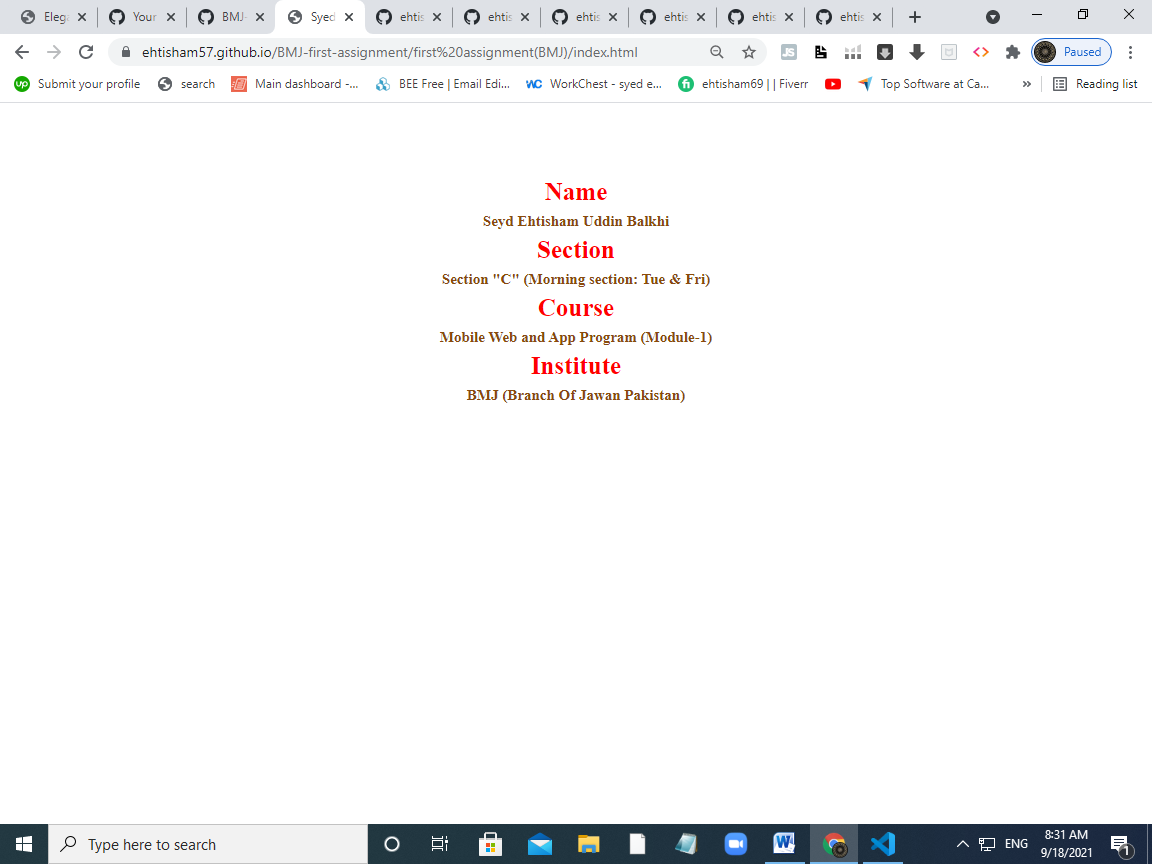 Elega
Your
BMJ-
Syed
ehtis
ehtis
ehtis
ehtis
ehtis
ehtis
ehtisham57.github.io/BMJ-first-assignment/first%20assignment(BMJ)/index.html
JS
Paused
up Submit your profile
search
Main dashboard -...
BEE Free | Email Edi...
WC WorkChest - syed e...
fi ehtisham69 | | Fiverr
Top Software at Ca...
»
Reading list
Name
Seyd Ehtisham Uddin Balkhi
Section
Section "C" (Morning section: Tue & Fri)
Course
Mobile Web and App Program (Module-1)
Institute
BMJ (Branch Of Jawan Pakistan)
Type here to search
W
ENG
8:31 AM
9/18/2021
1